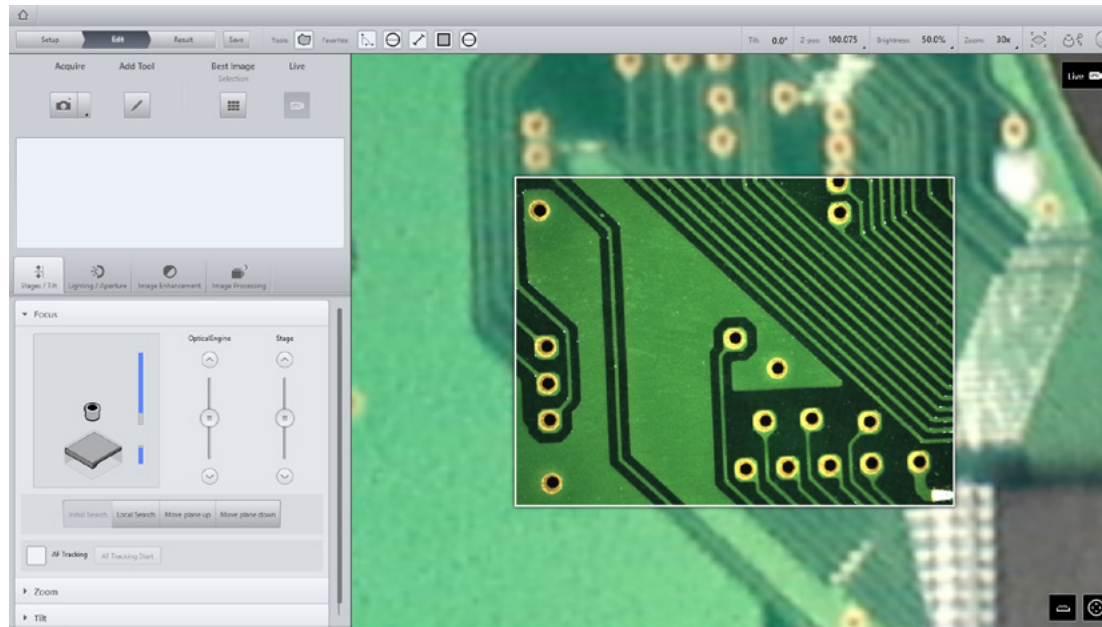 Setup Edit Result Save Tools Favorites Tilt: 0.0° Z-pos: 100.075 Brightness: 50.0% Zoom: 30x
Acquire Add Tool Best Image Live
Selection
Live
Stages / Tilt Lighting / Aperture Image Enhancement Image Processing
Focus
OpticalEngine Stage
Initial Search Local Search Move plane up Move plane down
AF Tracking AF Tracking Start
Zoom
Tilt